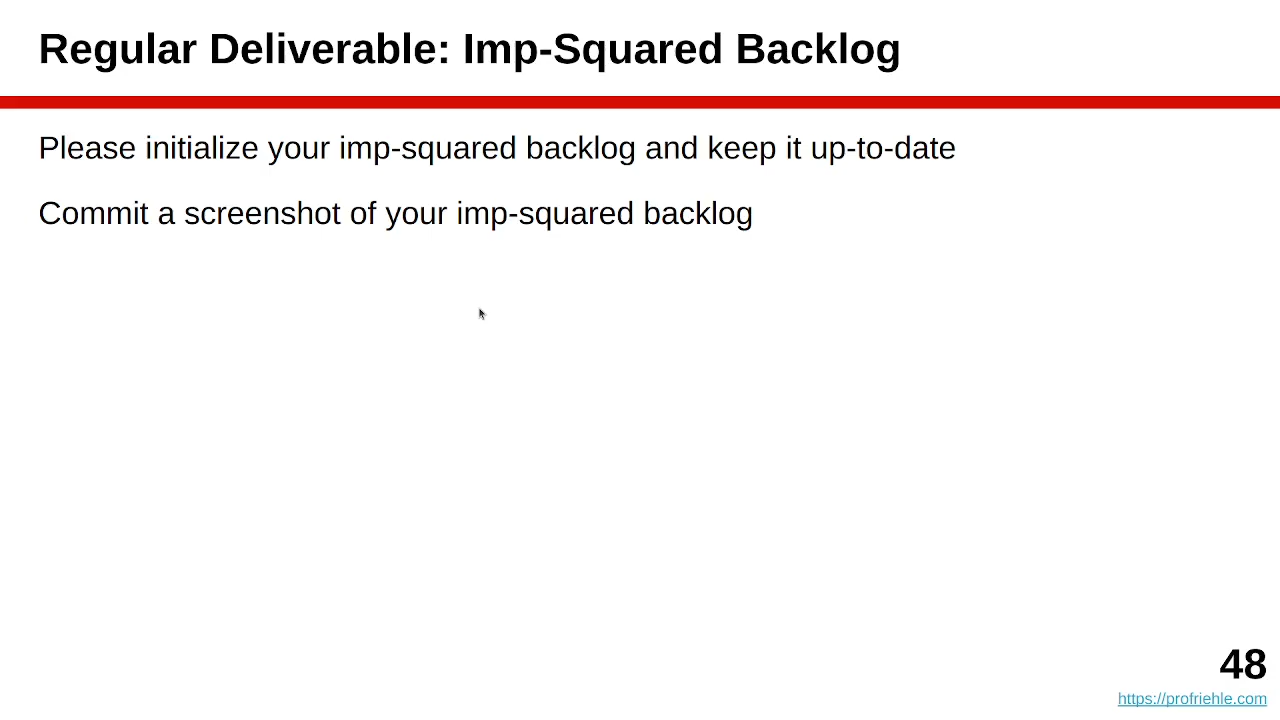 Regular Deliverable: Imp-Squared Backlog
Please initialize your imp-squared backlog and keep it up-to-date
Commit a screenshot of your imp-squared backlog
48
https://profriehle.com